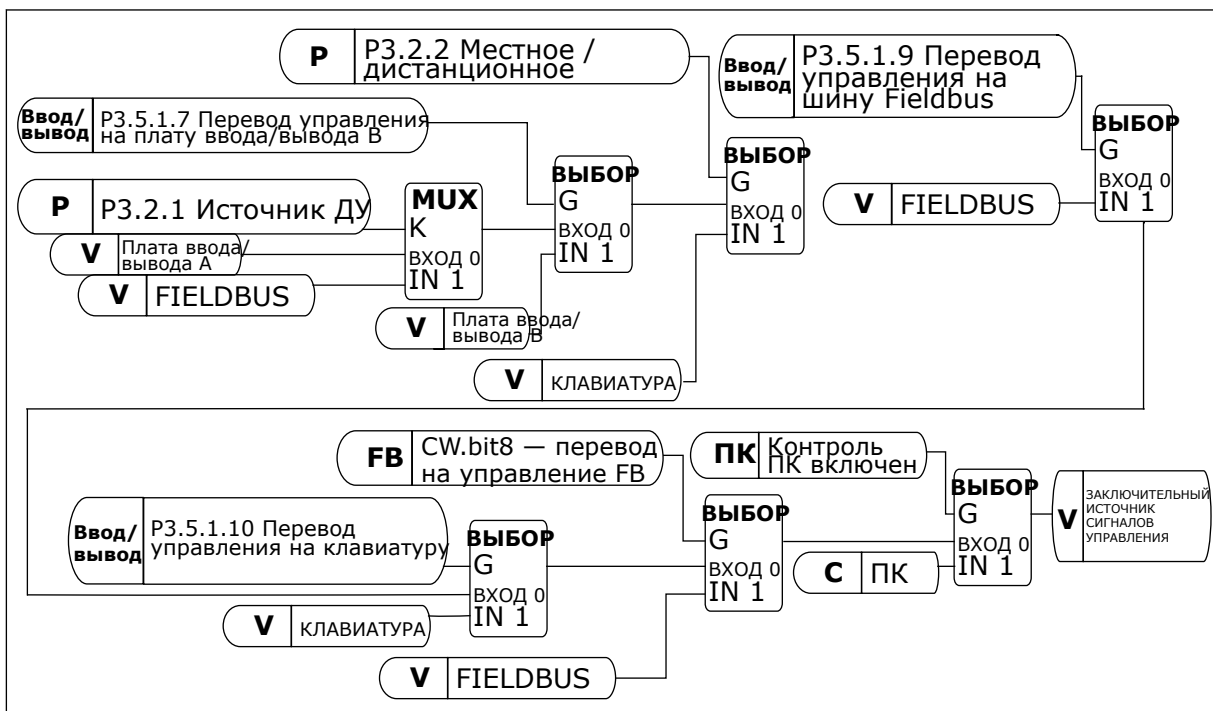 P
P3.2.2 Местное /
дистанционное
Ввод/
вывод
P3.5.1.9 Перевод
управления на
шину Fieldbus
Ввод/
вывод
P3.5.1.7 Перевод управления
на плату ввода/вывода B
ВЫБОР
G
ВХОД 0
IN 1
ВЫБОР
G
ВХОД 0
IN 1
ВЫБОР
G
ВХОД 0
IN 1
P
P3.2.1 Источник ДУ
MUX
K
ВХОД 0
IN 1
V
FIELDBUS
V
Плата ввода/
вывода A
V
FIELDBUS
V
Плата ввода/
вывода B
V
КЛАВИАТУРА
FB
CW.bit8 — перевод
на управление FB
ПК
Контроль
ПК включен
ВЫБОР
G
ВХОД 0
IN 1
V
ЗАКЛЮЧИТЕЛЬНЫЙ
ИСТОЧНИК
СИГНАЛОВ
УПРАВЛЕНИЯ
Ввод/
вывод
P3.5.1.10 Перевод
управления на клавиатуру
ВЫБОР
G
ВХОД 0
IN 1
ВЫБОР
G
ВХОД 0
IN 1
C
ПК
V
КЛАВИАТУРА
V
FIELDBUS